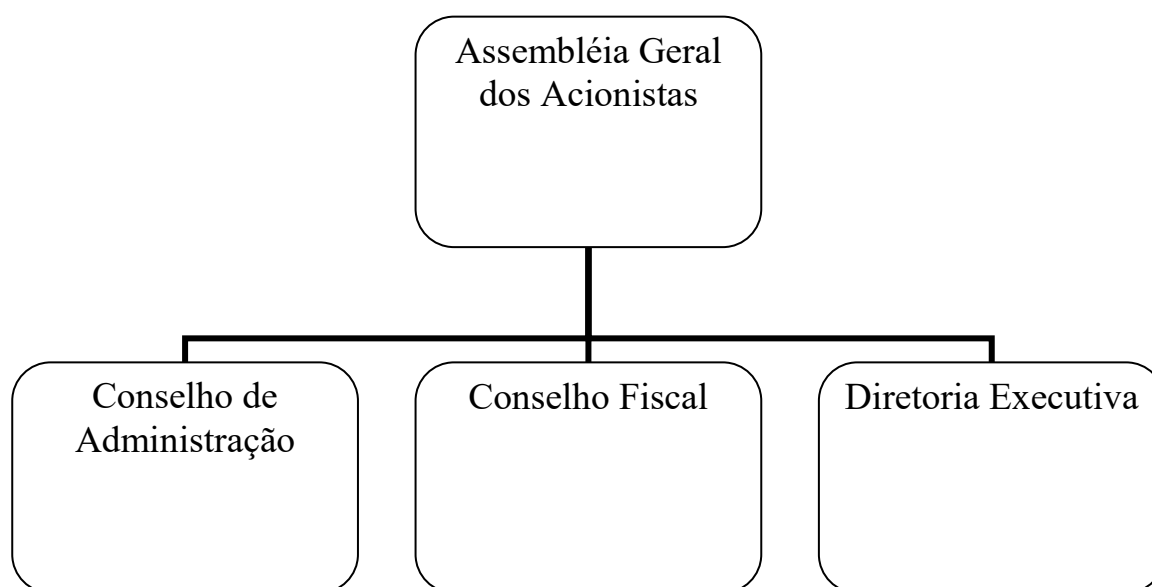 Assembléia Geral
dos Acionistas
Conselho de
Administração
Conselho Fiscal
Diretoria Executiva